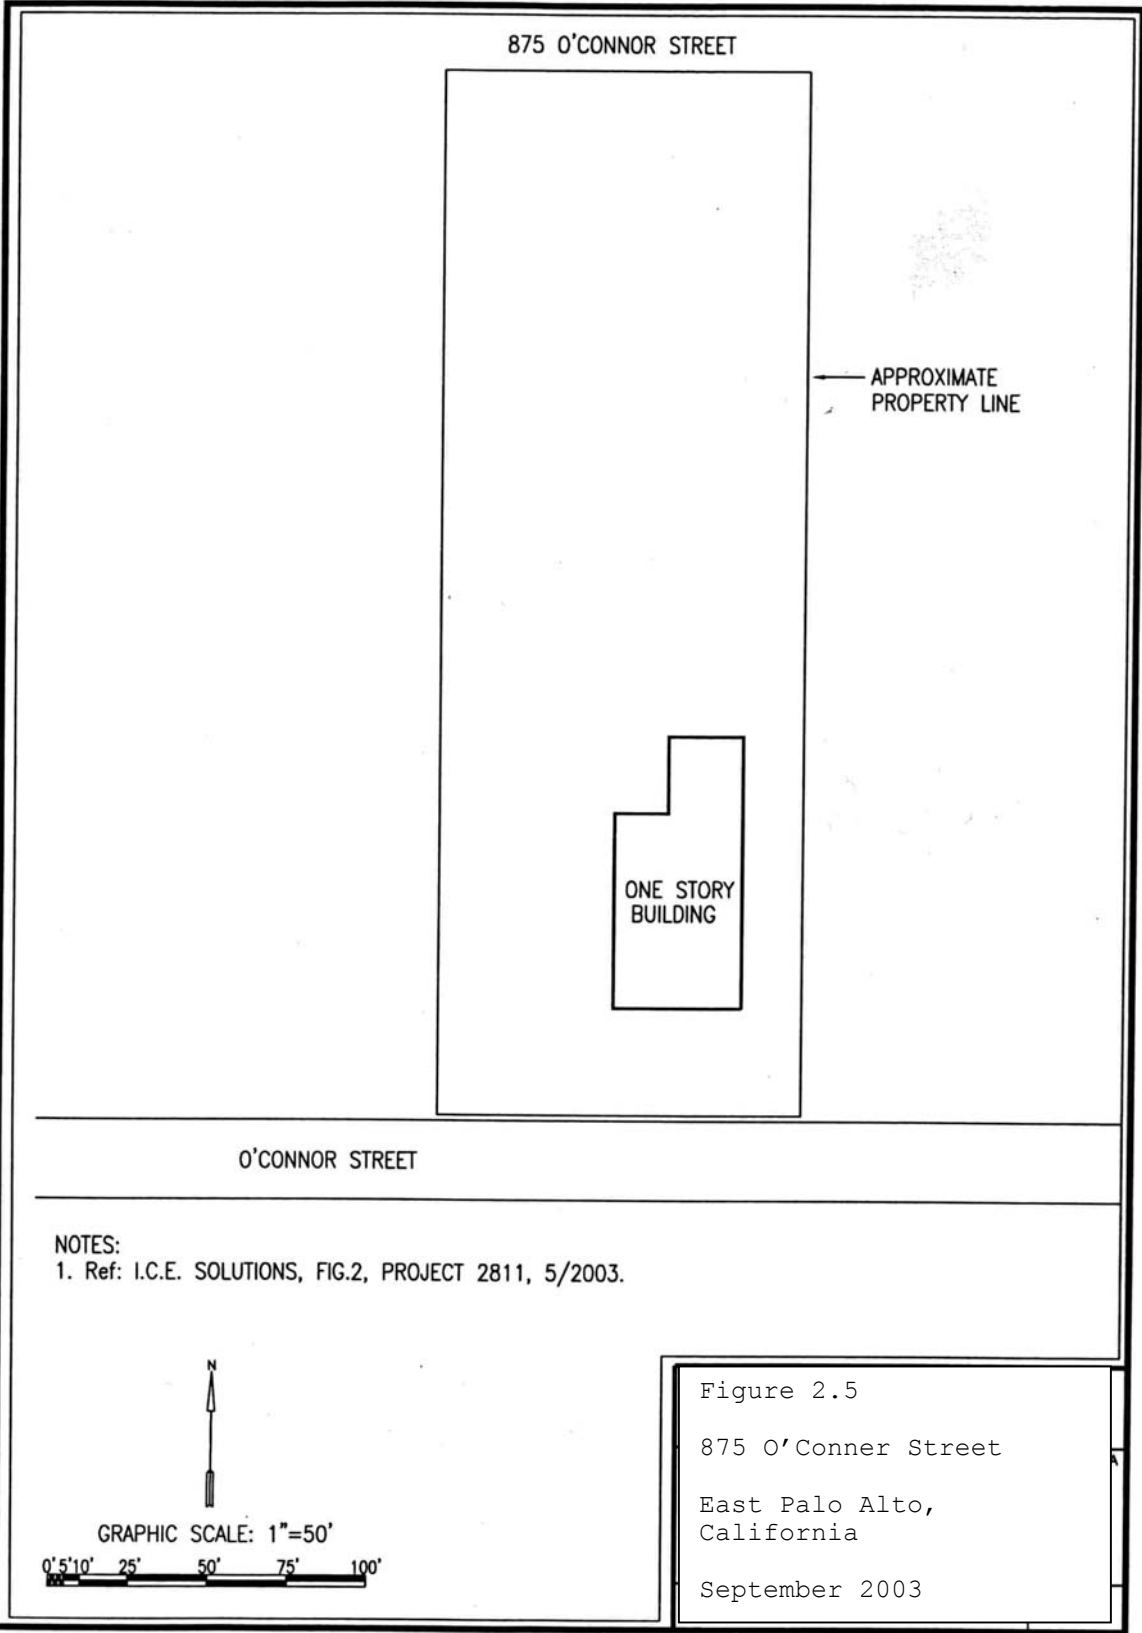 875 O'CONNOR STREET
APPROXIMATE
PROPERTY LINE
ONE STORY
BUILDING
O'CONNOR STREET
NOTES:
1. Ref: I.C.E. SOLUTIONS, FIG.2, PROJECT 2811, 5/2003.
N
GRAPHIC SCALE: 1"=50'
0' 5' 10' 25' 50' 75' 100'
Figure 2.5
875 O'Conner Street
East Palo Alto,
California
September 2003
A